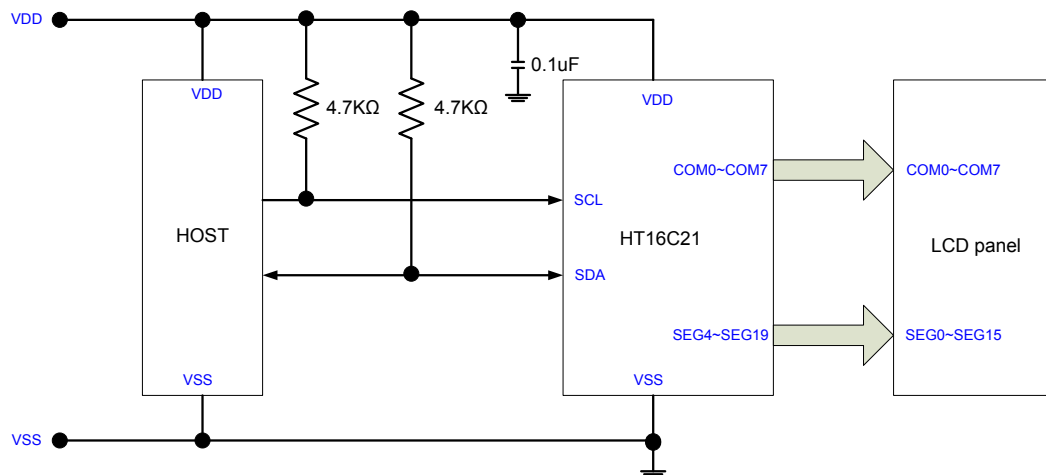 VDD
0.1uF
VDD
4.7KΩ
4.7KΩ
VDD
COM0~COM7
COM0~COM7
SCL
HOST
HT16C21
LCD panel
SDA
SEG4~SEG19
SEG0~SEG15
VSS
VSS
VSS